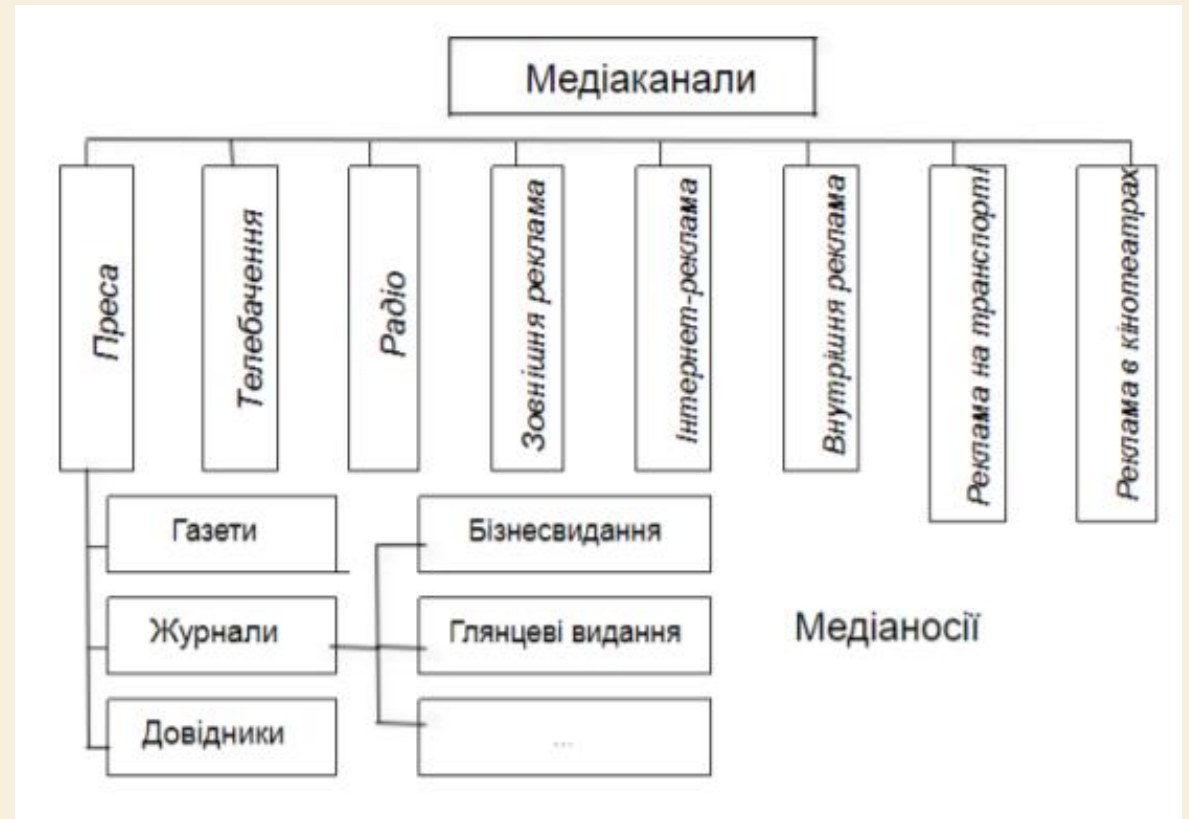 Медіаканали
Преса
Телебачення
Радіо
Зовнішня реклама
Інтернет-реклама
Внутрішня реклама
Реклама на транспорті
Реклама в кінотеатрах
Газети
Бізнесвидання
Журнали
Глянцеві видання
Медіаносії
Довідники
...